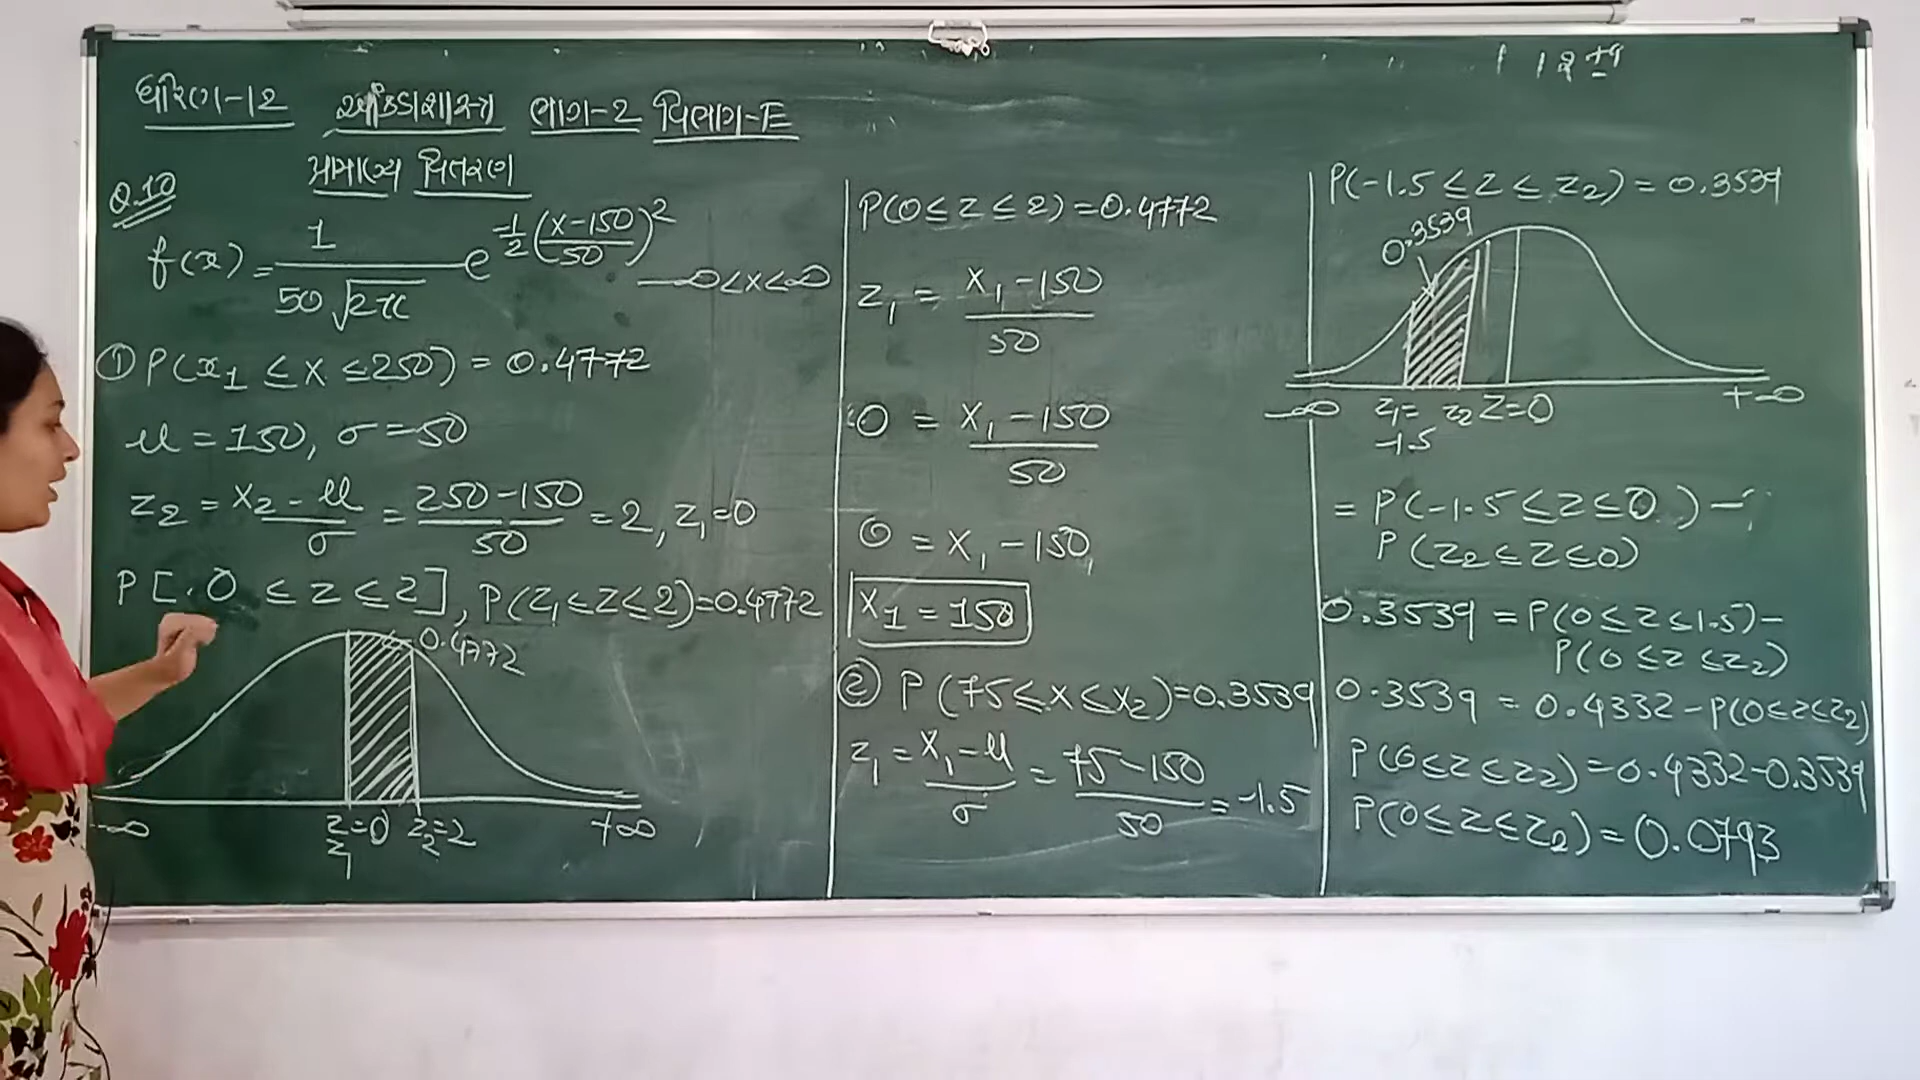 ધોરણ-12 આંકડાશાસ્ત્ર ભાગ-2 વિભાગ-E
પ્રામાણ્ય વિતરણ
Q.10
f(x) = 1/(50√2π) e^(-1/2 ((x-150)/50)^2) -∞<x<∞
① P(x₁ ≤ x ≤ 250) = 0.4772
μ = 150, σ = 50
z₂ = (x₂ - μ)/σ = (250 - 150)/50 = 2, z₁ = 0
P[ 0 ≤ z ≤ 2], P(z₁ ≤ z ≤ 2) = 0.4772
0.4772
-∞ z=0 z₂=2 +∞
z₁
P(0 ≤ z ≤ 2) = 0.4772
z₁ = (x₁ - 150)/50
0 = (x₁ - 150)/50
0 = x₁ - 150
x₁ = 150
② P(75 ≤ x ≤ x₂) = 0.3539
z₁ = (x₁ - μ)/σ = (75 - 150)/50 = -1.5
P(-1.5 ≤ z ≤ z₂) = 0.3539
0.3539
-∞ z₁= z₂ z=0 +∞
-1.5
= P(-1.5 ≤ z ≤ 0) -
P(z₂ ≤ z ≤ 0)
0.3539 = P(0 ≤ z ≤ 1.5) -
P(0 ≤ z ≤ z₂)
0.3539 = 0.4332 - P(0 ≤ z ≤ z₂)
P(0 ≤ z ≤ z₂) = 0.4332 - 0.3539
P(0 ≤ z ≤ z₂) = 0.0793